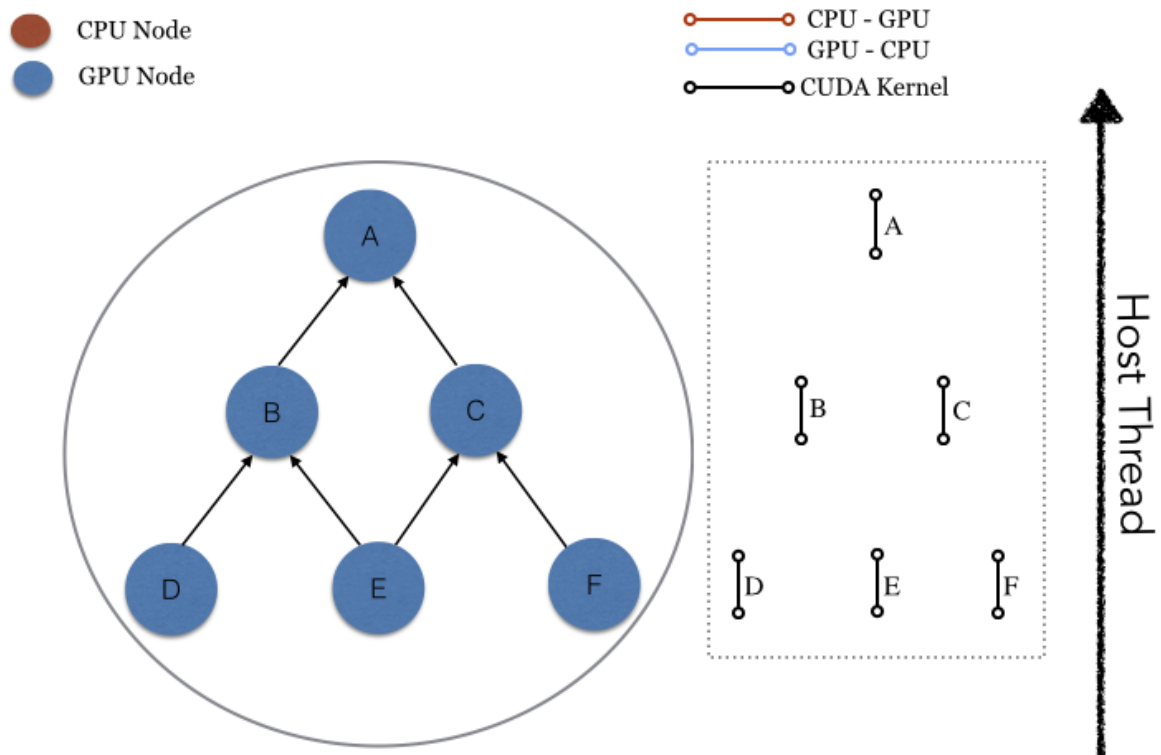 CPU Node
GPU Node
CPU - GPU
GPU - CPU
CUDA Kernel
A
B
C
D
E
F
A
B
C
D
E
F
Host Thread